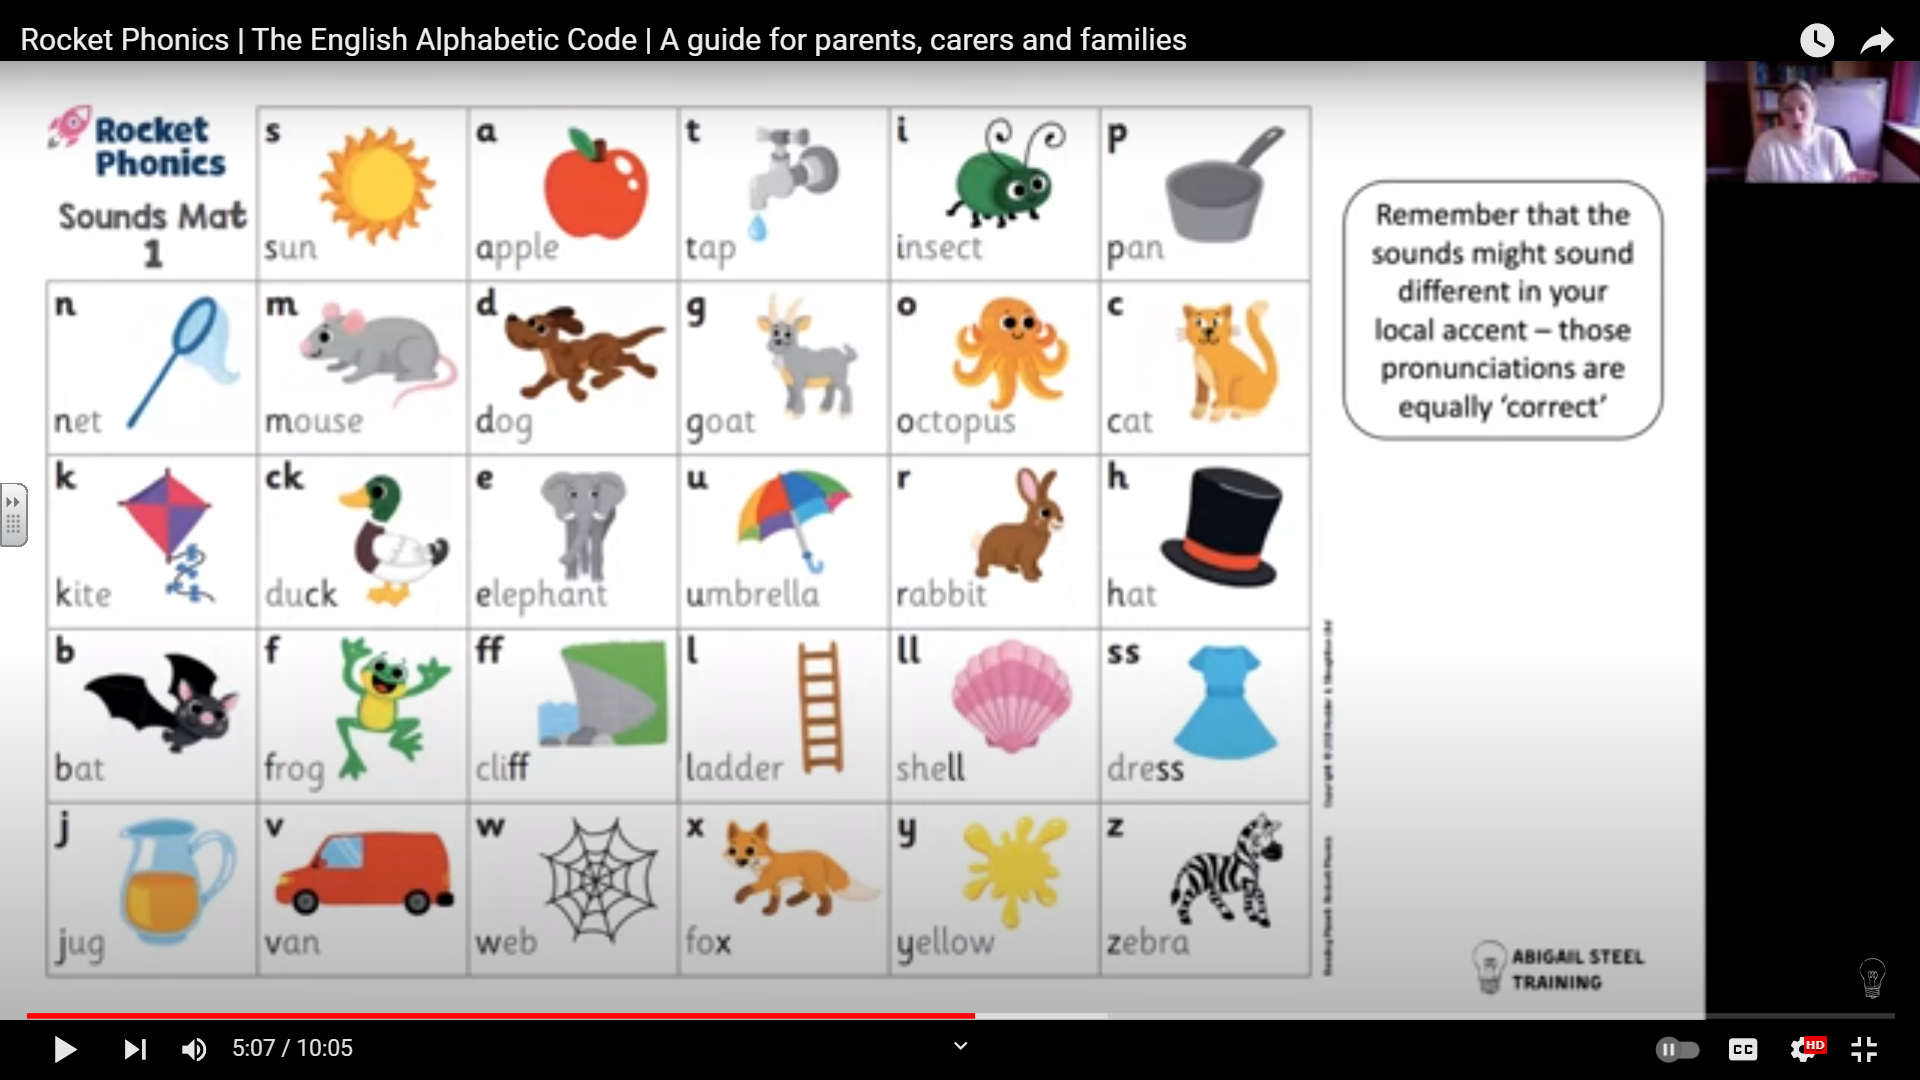 Rocket Phonics | The English Alphabetic Code | A guide for parents, carers and families
Rocket
Phonics
Sounds Mat
1
s
sun
a
apple
t
tap
i
insect
p
pan
n
net
m
mouse
d
dog
g
goat
o
octopus
c
cat
k
kite
ck
duck
e
elephant
u
umbrella
r
rabbit
h
hat
b
bat
f
frog
ff
cliff
l
ladder
ll
shell
ss
dress
j
jug
v
van
w
web
x
fox
y
yellow
z
zebra
Remember that the
sounds might sound
different in your
local accent – those
pronunciations are
equally ‘correct’
ABIGAIL STEEL
TRAINING
5:07 / 10:05
CC
HD